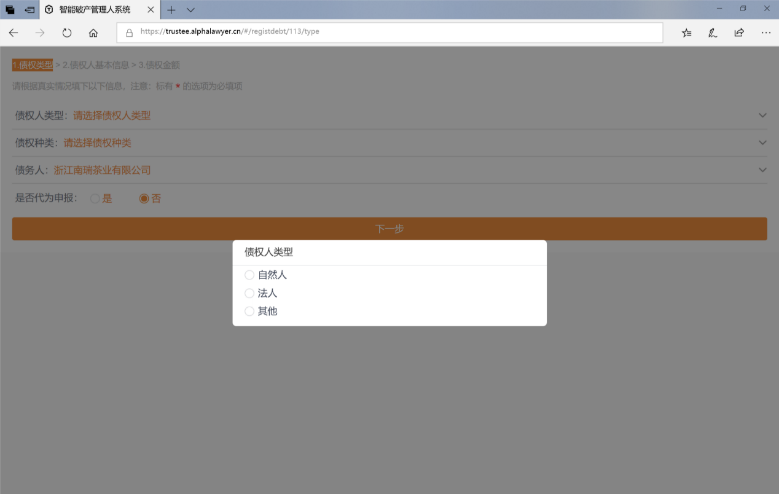 智能破产管理人系统
https://trustee.alphalawyer.cn/#/registdebt/113/type
1.债权类型 > 2.债权人基本信息 > 3.债权金额
请根据真实情况填下以下信息，注意：标有 * 的选项为必填项
债权人类型： 请选择债权人类型
债权种类： 请选择债权种类
债务人： 浙江南瑞茶业有限公司
是否代为申报： 是 否
下一步
债权人类型
自然人
法人
其他